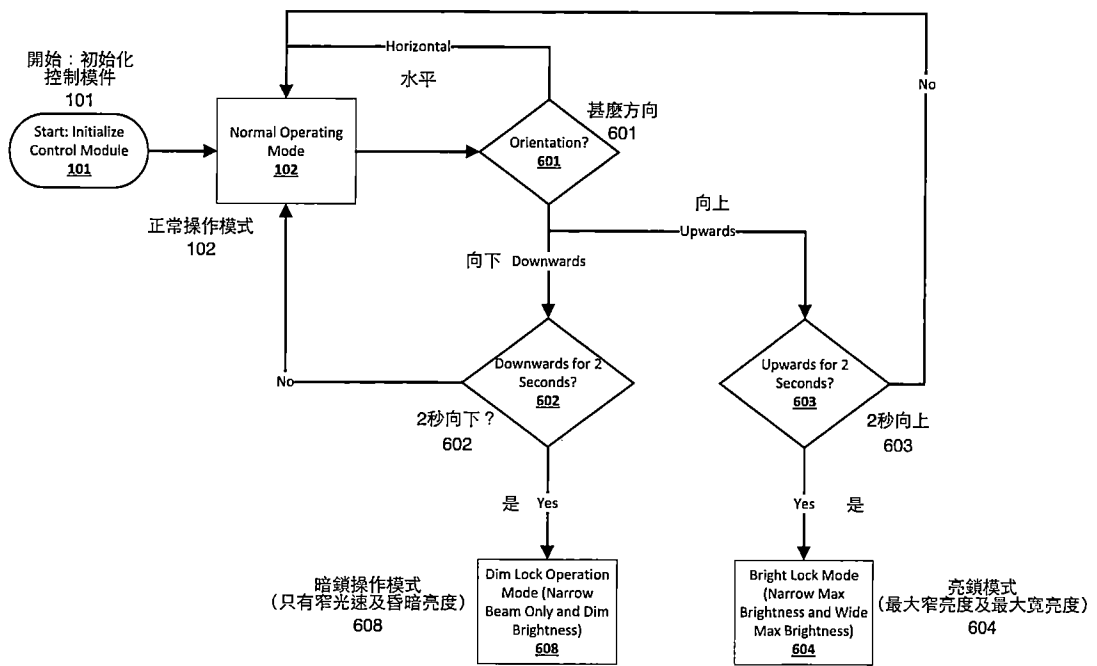 Horizontal
水平
No
開始：初始化
控制模件
101
Start: Initialize
Control Module
101
Normal Operating
Mode
102
正常操作模式
102
甚麼方向
601
Orientation?
601
向上
Upwards
向下 Downwards
Downwards for 2
Seconds?
602
No
2秒向下？
602
Upwards for 2
Seconds?
603
2秒向上
603
是 Yes
Yes 是
暗鎖操作模式
（只有窄光速及昏暗亮度）
608
Dim Lock Operation
Mode (Narrow
Beam Only and Dim
Brightness)
608
Bright Lock Mode
(Narrow Max
Brightness and Wide
Max Brightness)
604
亮鎖模式
（最大窄亮度及最大宽亮度）
604